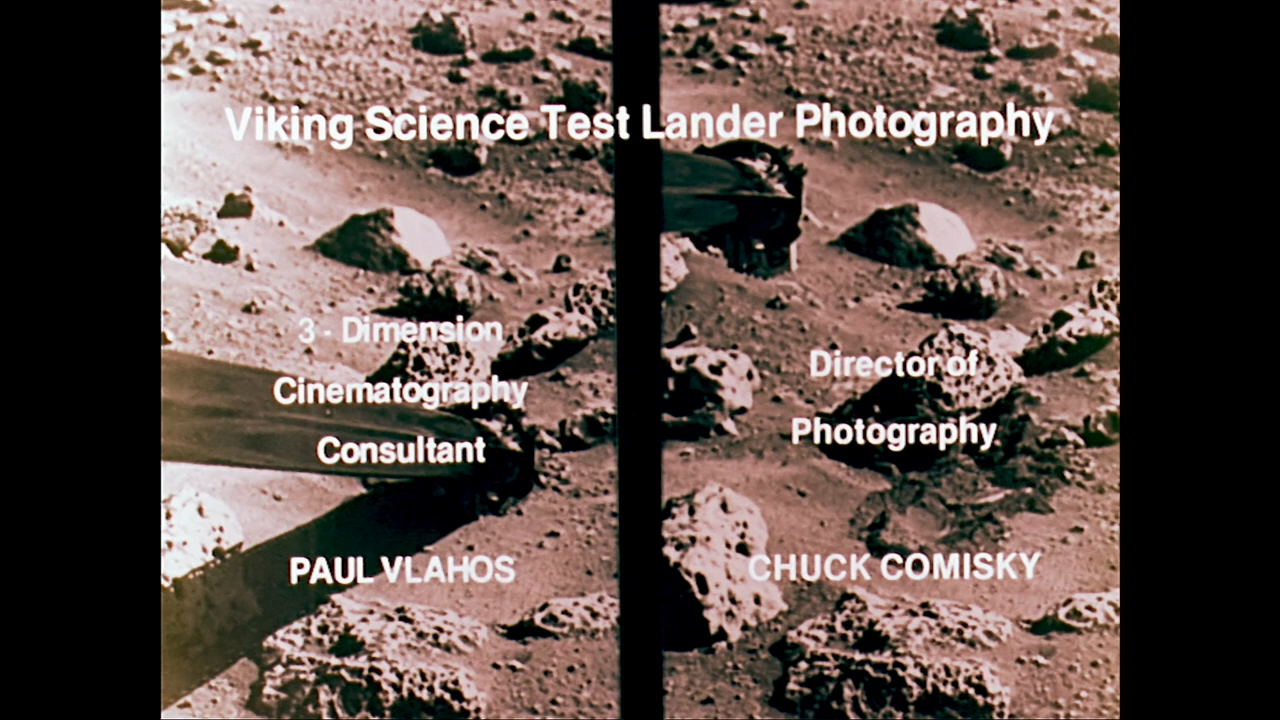 Viking Science Test Lander Photography
3 - Dimension
Cinematography
Consultant
PAUL VLAHOS
Director of
Photography
CHUCK COMISKY